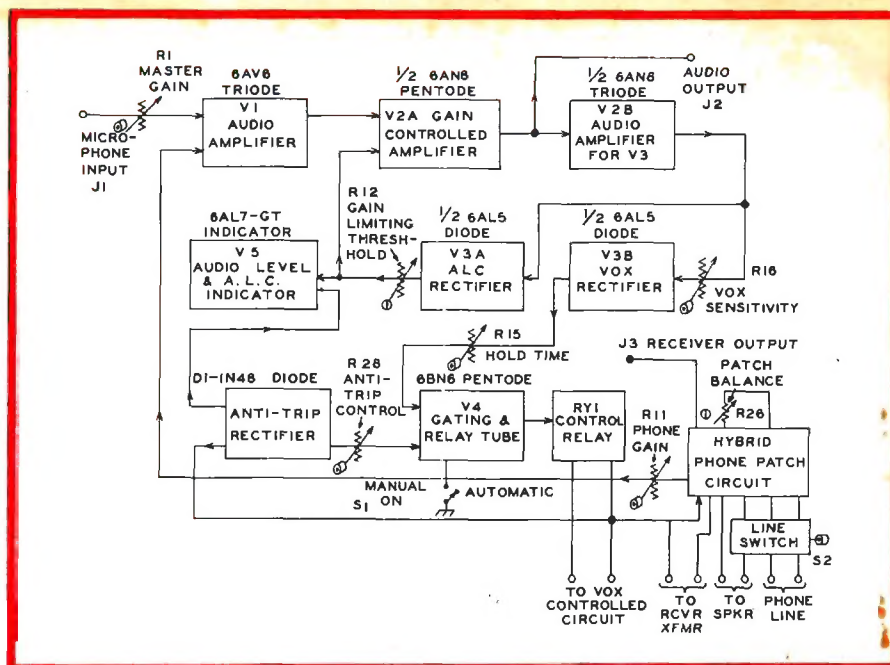 R1
MASTER
GAIN
MICRO-
PHONE
INPUT
J1
6AV6
TRIODE
V1
AUDIO
AMPLIFIER
1/2 6AN8
PENTODE
V2A GAIN
CONTROLLED
AMPLIFIER
1/2 6AN8
TRIODE
V2B
AUDIO
AMPLIFIER
FOR V3
AUDIO
OUTPUT
J2
6AL7-GT
INDICATOR
V5
AUDIO LEVEL
& A.L.C.
INDICATOR
R12
GAIN
LIMITING
THRESH-
HOLD
1/2 6AL5
DIODE
V3A
ALC
RECTIFIER
1/2 6AL5
DIODE
V3B
VOX
RECTIFIER
R16
VOX
SENSITIVITY
R15
HOLD TIME
J3 RECEIVER OUTPUT
PATCH
BALANCE
R26
D1-1N48 DIODE
ANTI-TRIP
RECTIFIER
R28
ANTI-
TRIP
CONTROL
6BN6 PENTODE
V4
GATING &
RELAY TUBE
RY1
CONTROL
RELAY
R11
PHONE
GAIN
HYBRID
PHONE PATCH
CIRCUIT
MANUAL
ON
S1
AUTOMATIC
LINE
SWITCH
S2
TO VOX
CONTROLLED
CIRCUIT
TO
RCVR
XFMR
TO
SPKR
PHONE
LINE